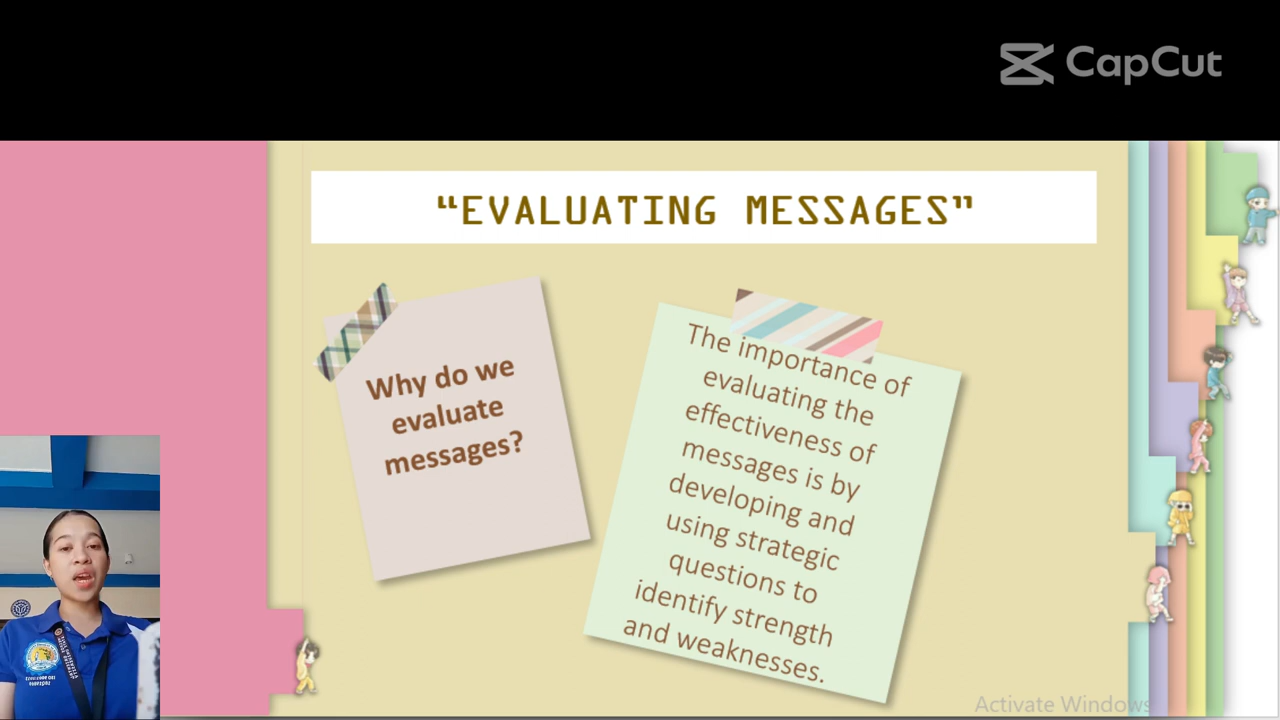 CapCut
“EVALUATING MESSAGES”
Why do we
evaluate
messages?
The importance of
evaluating the
effectiveness of
messages is by
developing and
using strategic
questions to
identify strength
and weaknesses.
Activate Windows